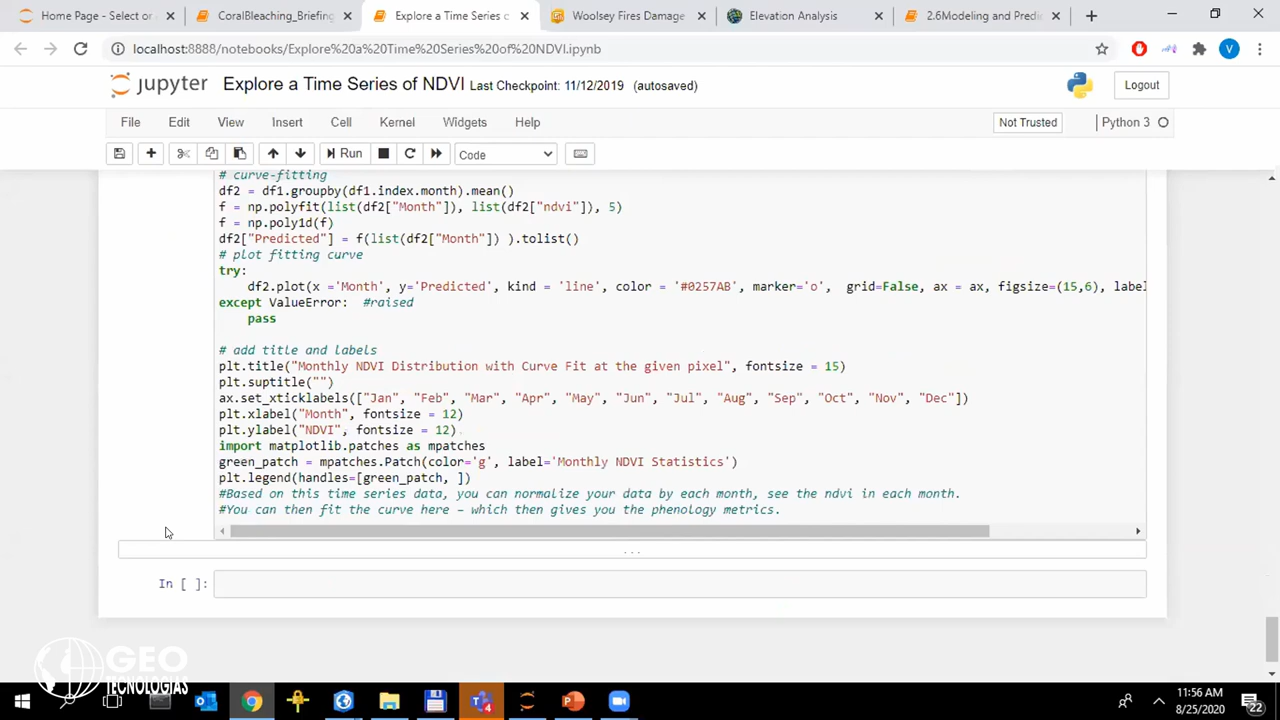 Home Page - Select or
CoralBleaching_Briefing
Explore a Time Series o
Woolsey Fires Damage
Elevation Analysis
2.6Modeling and Predi
localhost:8888/notebooks/Explore%20a%20Time%20Series%20of%20NDVI.ipynb
V
jupyter Explore a Time Series of NDVI Last Checkpoint: 11/12/2019 (autosaved)
Logout
File Edit View Insert Cell Kernel Widgets Help
Not Trusted
Python 3
Run
Code
# curve-fitting
df2 = df1.groupby(df1.index.month).mean()
f = np.polyfit(list(df2["Month"]), list(df2["ndvi"]), 5)
f = np.poly1d(f)
df2["Predicted"] = f(list(df2["Month"]) ).tolist()
# plot fitting curve
try:
df2.plot(x ='Month', y='Predicted', kind = 'line', color = '#0257AB', marker='o',  grid=False, ax = ax, figsize=(15,6), label
except ValueError:  #raised
pass
# add title and labels
plt.title("Monthly NDVI Distribution with Curve Fit at the given pixel", fontsize = 15)
plt.suptitle("")
ax.set_xticklabels(["Jan", "Feb", "Mar", "Apr", "May", "Jun", "Jul", "Aug", "Sep", "Oct", "Nov", "Dec"])
plt.xlabel("Month", fontsize = 12)
plt.ylabel("NDVI", fontsize = 12)
import matplotlib.patches as mpatches
green_patch = mpatches.Patch(color='g', label='Monthly NDVI Statistics')
plt.legend(handles=[green_patch, ])
#Based on this time series data, you can normalize your data by each month, see the ndvi in each month.
#You can then fit the curve here – which then gives you the phenology metrics.
...
In [ ]:
GEO
TECNOLOGIAS
11:56 AM
8/25/2020
22